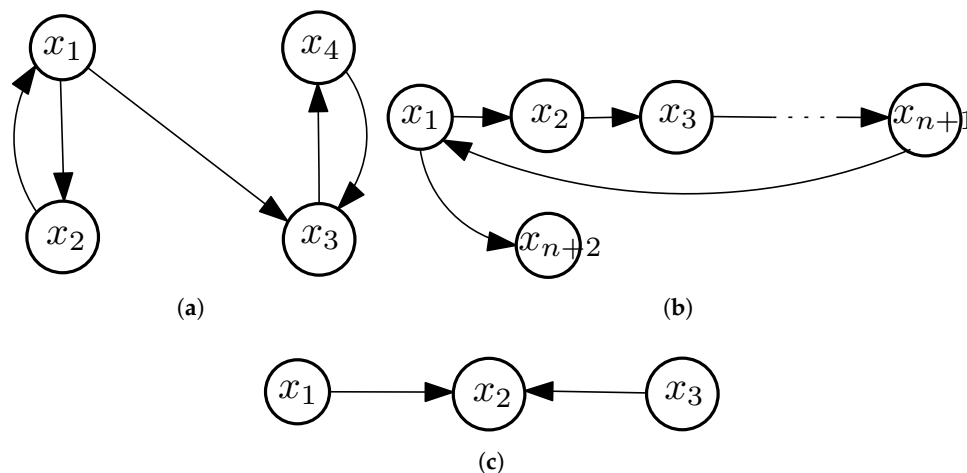 x₁ x₄
x₂ x₃
(a)
x₁ x₂ x₃ . . . xₙ₊₁
xₙ₊₂
(b)
x₁ x₂ x₃
(c)